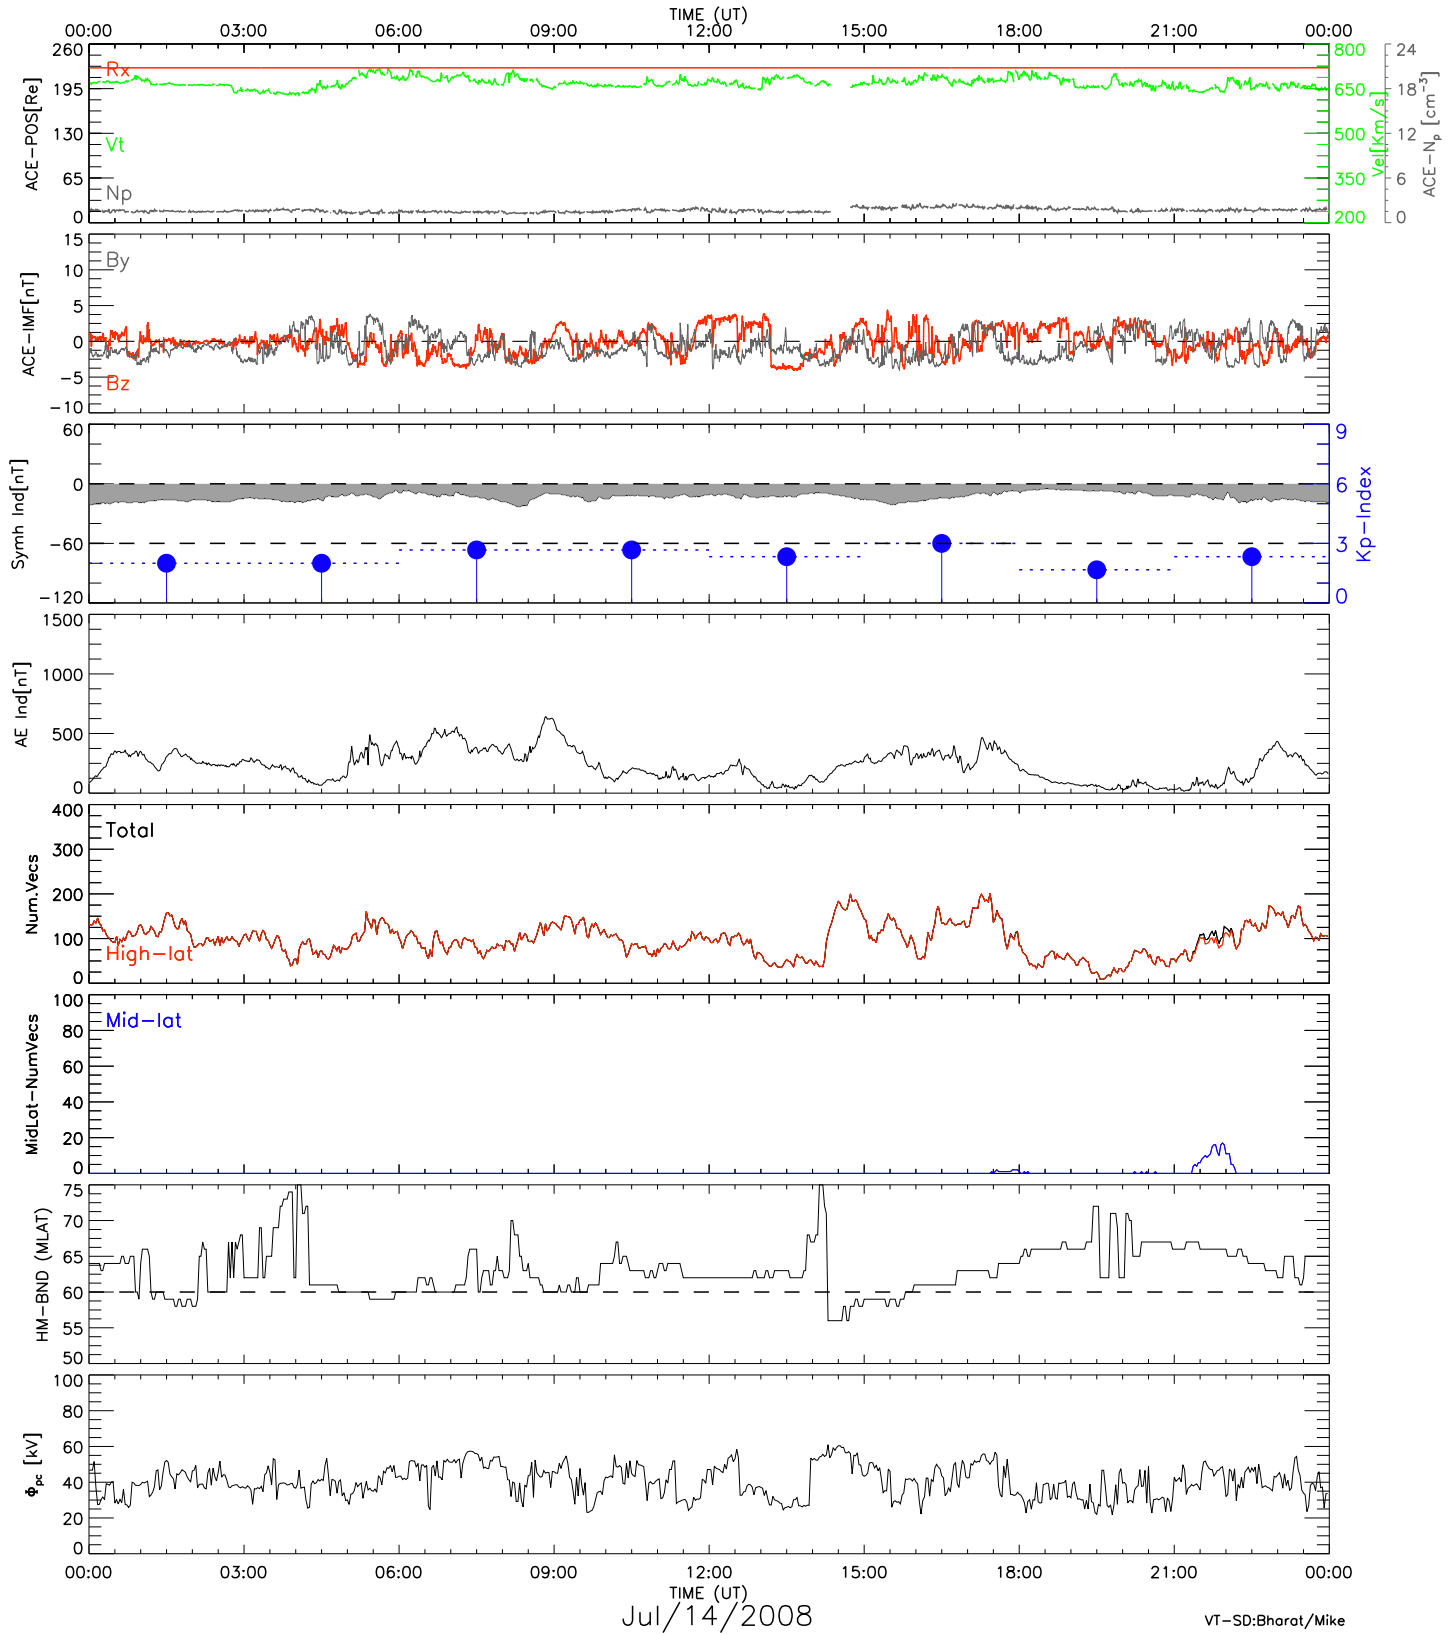 TIME (UT)
00:00 03:00 06:00 09:00 12:00 15:00 18:00 21:00 00:00
260
195
130
65
0
ACE-POS[Re]
Rx
Vt
Np
800
650
500
350
200
Vel[Km/s]
24
18
12
6
0
ACE-Np [cm-3]
15
10
5
0
-5
-10
ACE-IMF[nT]
By
Bz
60
0
-60
-120
Symh Ind[nT]
9
6
3
0
Kp-Index
1500
1000
500
0
AE Ind[nT]
400
300
200
100
0
Num.Vecs
Total
High-lat
100
80
60
40
20
0
MidLat-NumVecs
Mid-lat
75
70
65
60
55
50
HM-BND (MLAT)
100
80
60
40
20
0
Φpc [kV]
00:00 03:00 06:00 09:00 12:00 15:00 18:00 21:00 00:00
TIME (UT)
Jul/14/2008
VT-SD:Bharat/Mike